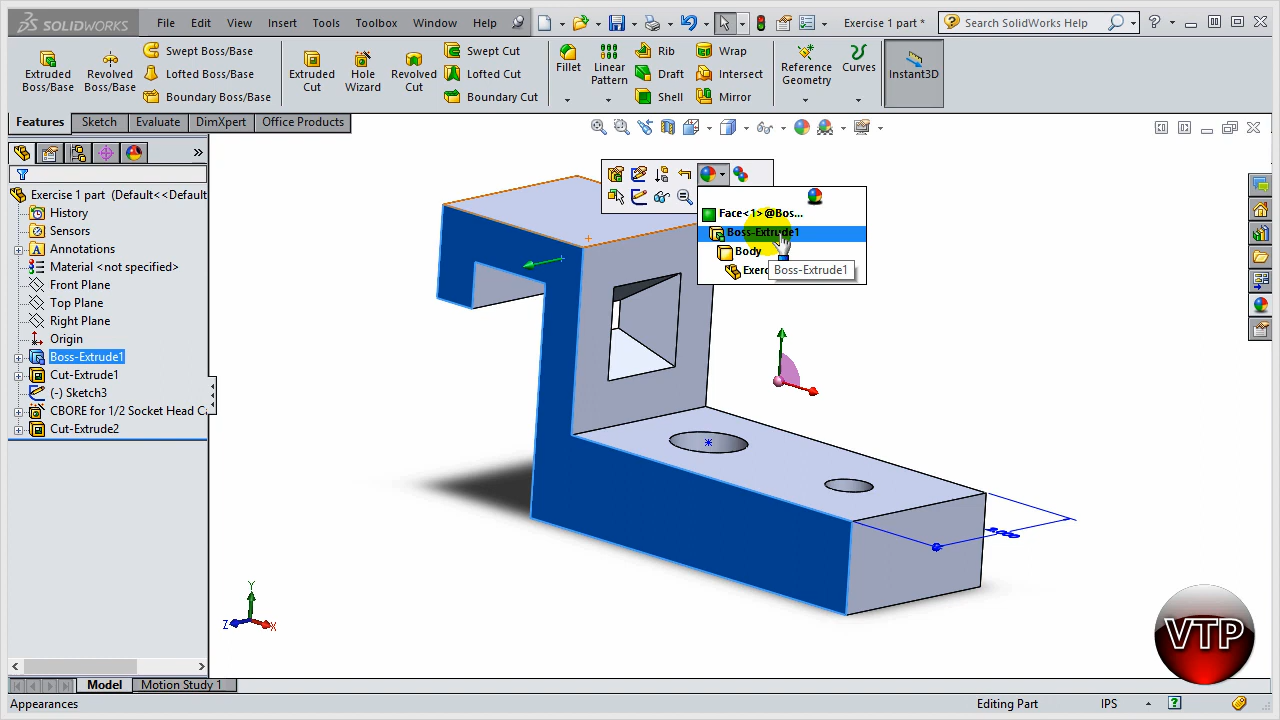 SOLIDWORKS File Edit View Insert Tools Toolbox Window Help Exercise 1 part * Search SolidWorks Help
Extruded Boss/Base
Revolved Boss/Base
Swept Boss/Base
Lofted Boss/Base
Boundary Boss/Base
Extruded Cut
Hole Wizard
Revolved Cut
Swept Cut
Lofted Cut
Boundary Cut
Fillet
Linear Pattern
Rib
Draft
Shell
Wrap
Intersect
Mirror
Reference Geometry
Curves
Instant3D
Features Sketch Evaluate DimXpert Office Products
Exercise 1 part (Default<<Default
History
Sensors
Annotations
Material <not specified>
Front Plane
Top Plane
Right Plane
Origin
Boss-Extrude1
Cut-Extrude1
(-) Sketch3
CBORE for 1/2 Socket Head C
Cut-Extrude2
Face<1>@Bos...
Boss-Extrude1
Body
Exerc
Boss-Extrude1
Y
Z X
VTP
Model Motion Study 1
Appearances Editing Part IPS